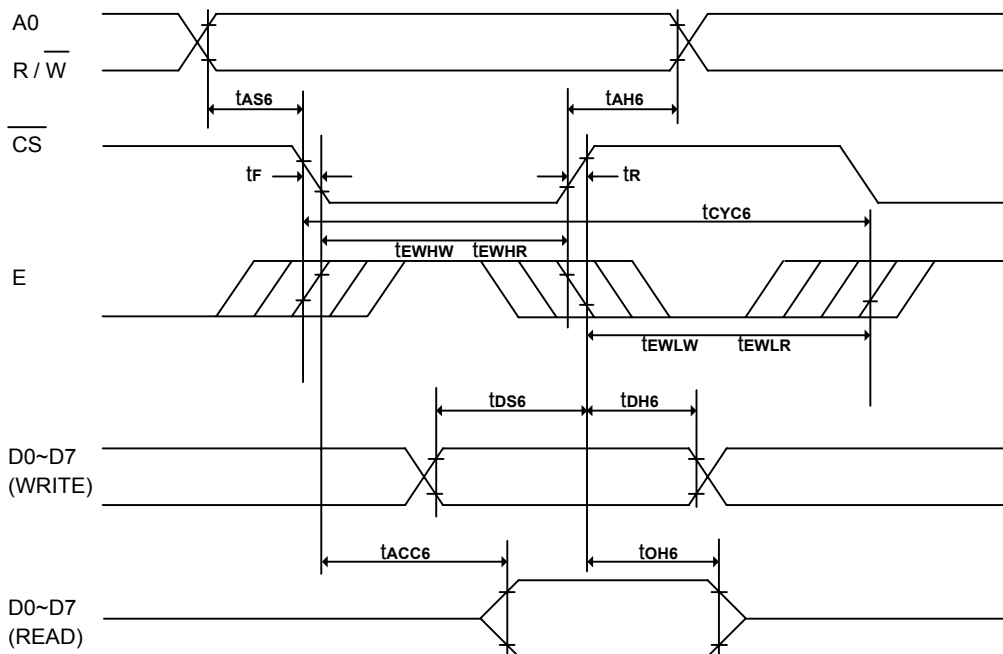 A0
R / W
tAS6 tAH6
CS
tF tR
tCYC6
tEWHW tEWHR
E
tEWLW tEWLR
tDS6 tDH6
D0~D7
(WRITE)
tACC6 tOH6
D0~D7
(READ)